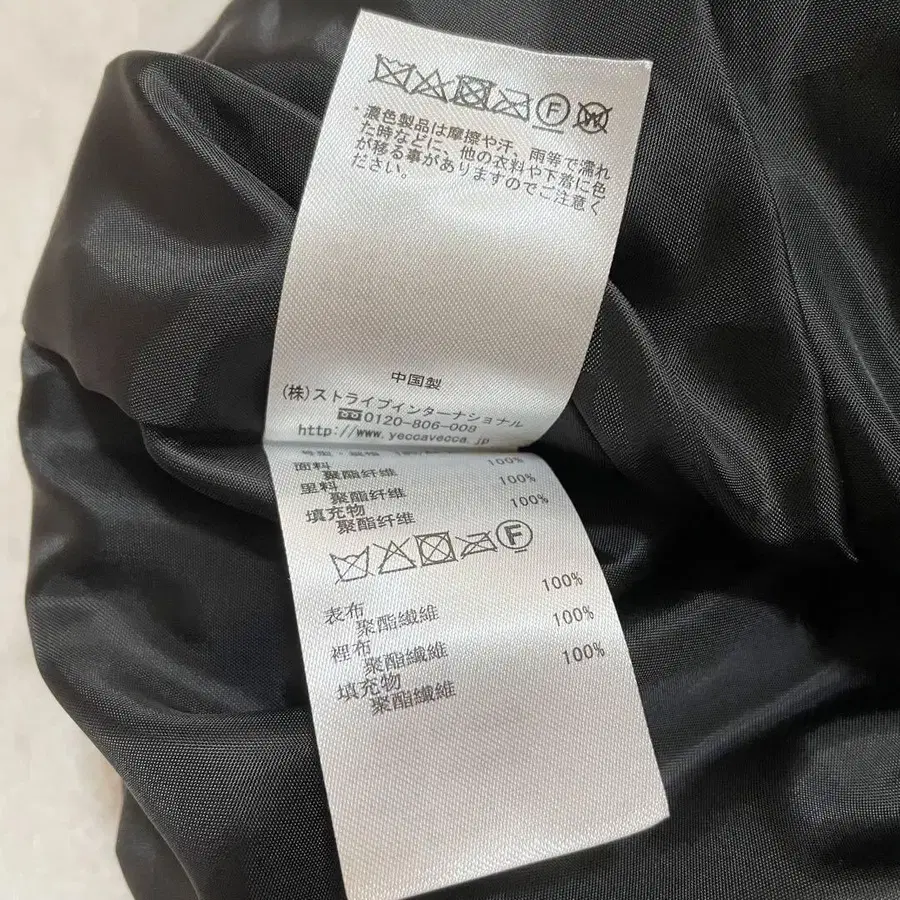 F W
・濃色製品は摩擦や汗、雨等で濡れ
た時などに、他の衣料や下着に色
が移る事がありますのでご注意く
ださい。
中国製
(株)ストライプインターナショナル
0120-806-008
http://www.yeccavecca.jp
面料 100%
聚酯纤维
里料 100%
聚酯纤维
填充物 100%
聚酯纤维
F
表布 100%
聚酯纖維
裡布 100%
聚酯纖維
填充物 100%
聚酯纖維